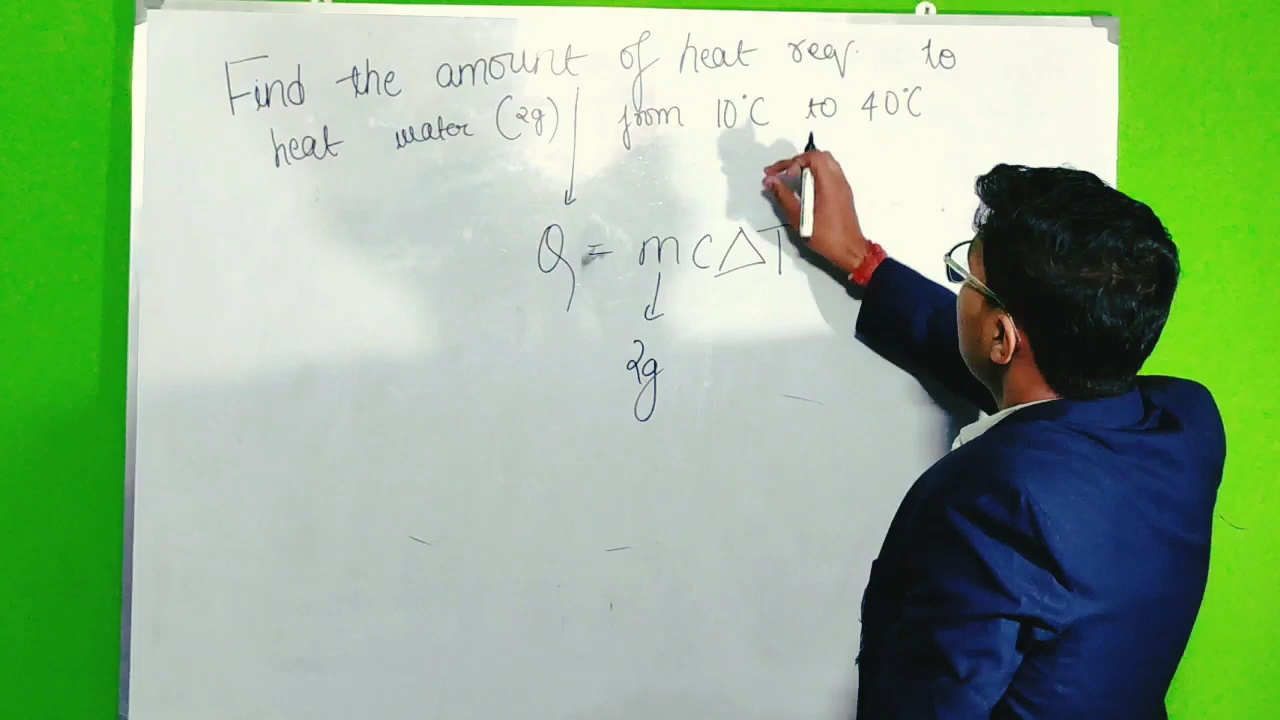 Find the amount of heat req. to
heat water (2g) from 10°C to 40°C
Q = mCΔT
2g